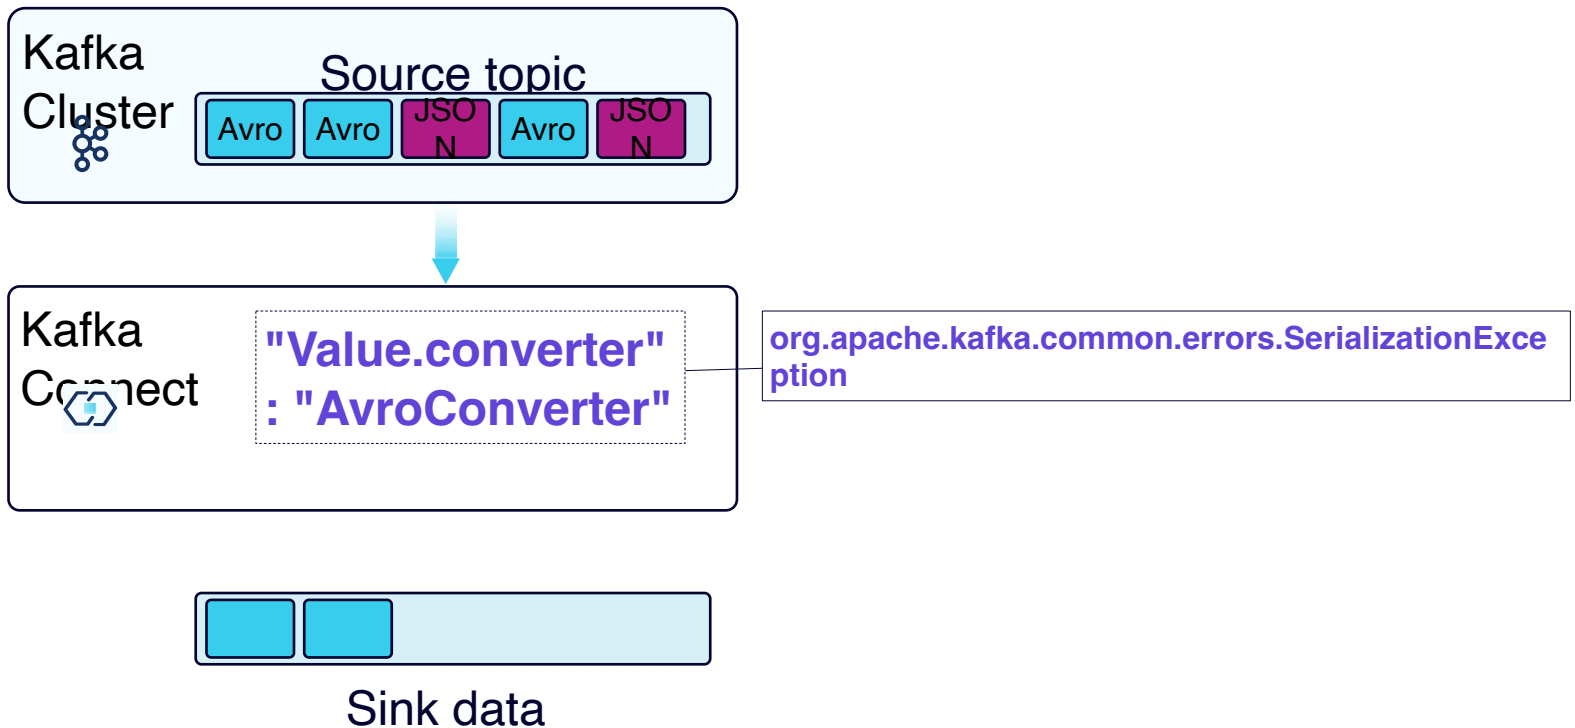 Kafka
Cluster
Source topic
Avro
Avro
JSO
N
Avro
JSO
N
Kafka
Connect
"Value.converter"
: "AvroConverter"
org.apache.kafka.common.errors.SerializationExce
ption
Sink data